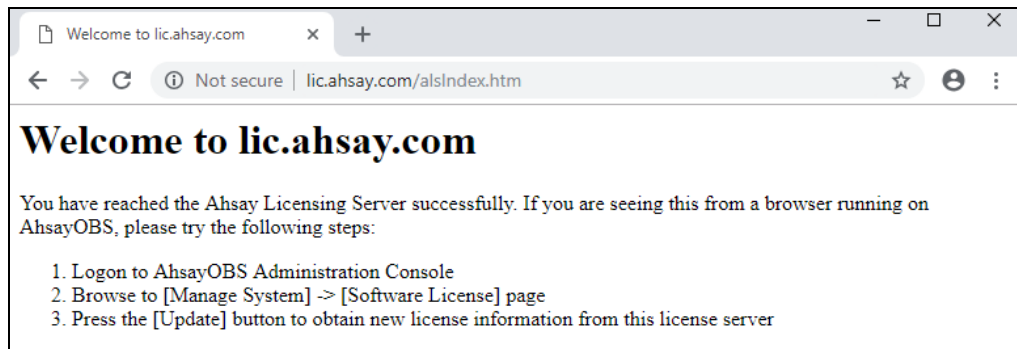 Welcome to lic.ahsay.com
Not secure | lic.ahsay.com/alsIndex.htm
Welcome to lic.ahsay.com
You have reached the Ahsay Licensing Server successfully. If you are seeing this from a browser running on
AhsayOBS, please try the following steps:
1. Logon to AhsayOBS Administration Console
2. Browse to [Manage System] -> [Software License] page
3. Press the [Update] button to obtain new license information from this license server